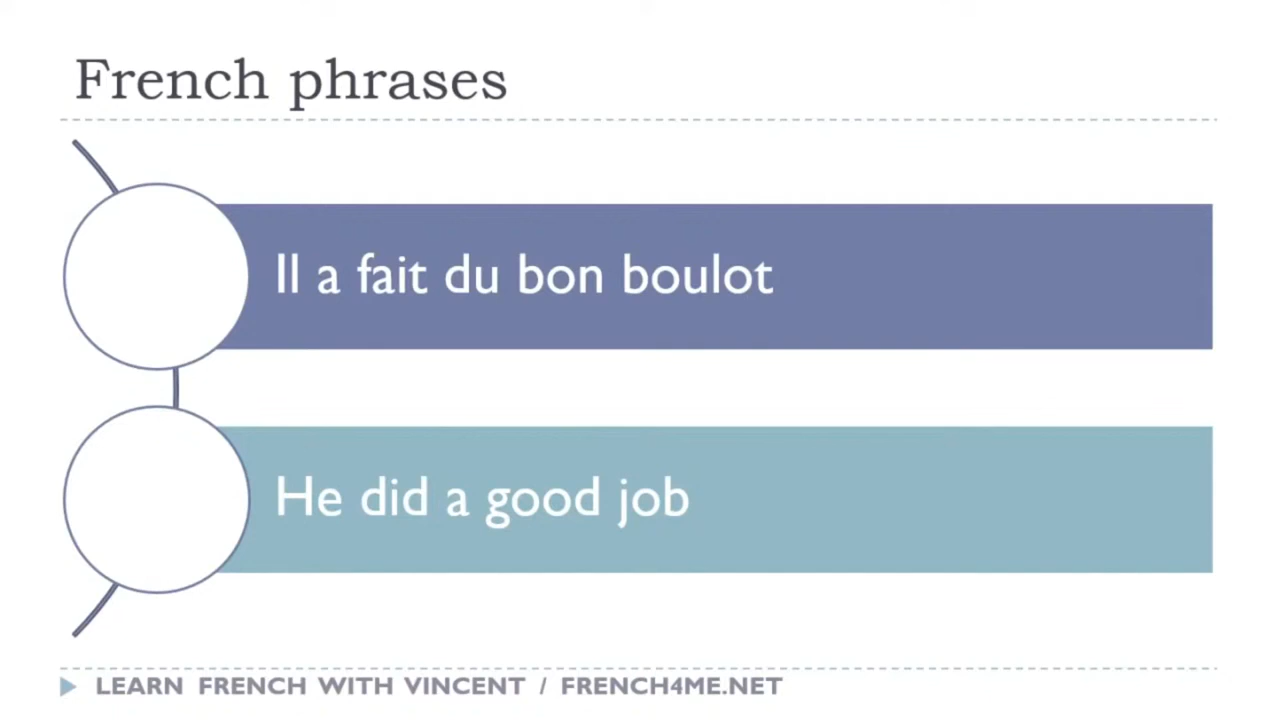 French phrases
Il a fait du bon boulot
He did a good job
LEARN FRENCH WITH VINCENT / FRENCH4ME.NET